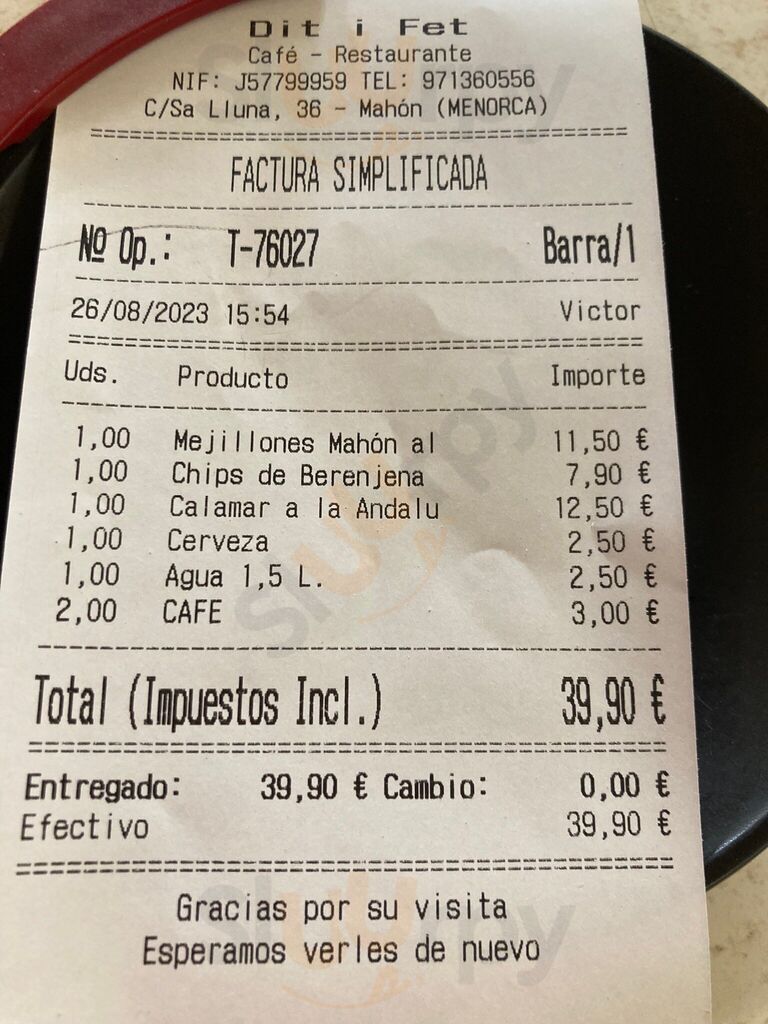 Dit i Fet
Café - Restaurante
NIF: J57799959 TEL: 971360556
C/Sa Lluna, 36 - Mahón (MENORCA)
FACTURA SIMPLIFICADA
Nº Op.: T-76027 Barra/1
26/08/2023 15:54 Victor
Uds. Producto Importe
1,00 Mejillones Mahón al 11,50 €
1,00 Chips de Berenjena 7,90 €
1,00 Calamar a la Andalu 12,50 €
1,00 Cerveza 2,50 €
1,00 Agua 1,5 L. 2,50 €
2,00 CAFE 3,00 €
Total (Impuestos Incl.) 39,90 €
Entregado: 39,90 € Cambio: 0,00 €
Efectivo 39,90 €
Gracias por su visita
Esperamos verles de nuevo